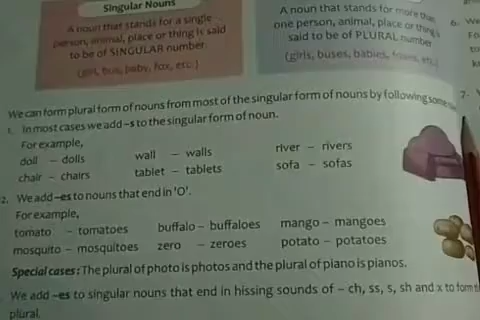 Singular Nouns
A noun that stands for a single
person, animal, place or thing is said
to be of SINGULAR number
(girl, bus, baby, fox, etc.)
A noun that stands for more than
one person, animal, place or things
said to be of PLURAL number
(girls, buses, babies, foxes, etc.)
6. We
Fo
7.
We can form plural form of nouns from most of the singular form of nouns by following some
1. In most cases we add –s to the singular form of noun.
For example,
doll – dolls wall – walls river – rivers
chair – chairs tablet – tablets sofa – sofas
2. We add –es to nouns that end in 'O'.
For example,
tomato – tomatoes buffalo – buffaloes mango – mangoes
mosquito – mosquitoes zero – zeroes potato – potatoes
Special cases: The plural of photo is photos and the plural of piano is pianos.
We add –es to singular nouns that end in hissing sounds of – ch, ss, s, sh and x to form
plural.